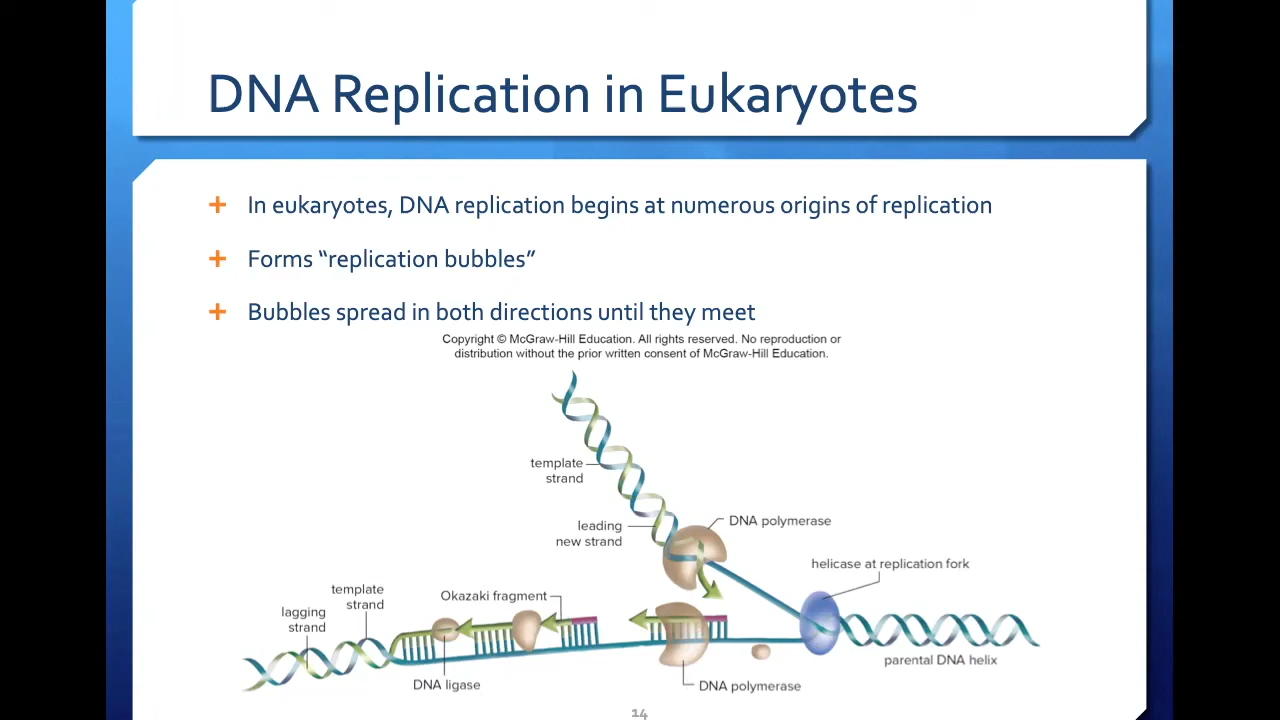 DNA Replication in Eukaryotes
In eukaryotes, DNA replication begins at numerous origins of replication
Forms “replication bubbles”
Bubbles spread in both directions until they meet
Copyright © McGraw-Hill Education. All rights reserved. No reproduction or
distribution without the prior written consent of McGraw-Hill Education.
template
strand
leading
new strand
DNA polymerase
helicase at replication fork
template
strand
lagging
strand
Okazaki fragment
parental DNA helix
DNA ligase
DNA polymerase
14